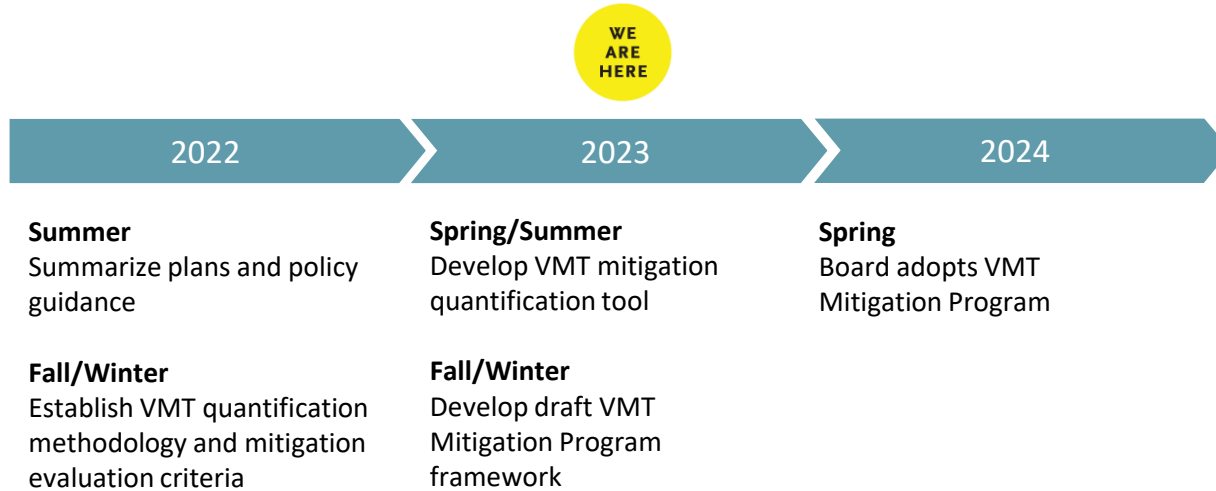 WE
ARE
HERE
2022
2023
2024
Summer
Summarize plans and policy
guidance
Fall/Winter
Establish VMT quantification
methodology and mitigation
evaluation criteria
Spring/Summer
Develop VMT mitigation
quantification tool
Fall/Winter
Develop draft VMT
Mitigation Program
framework
Spring
Board adopts VMT
Mitigation Program